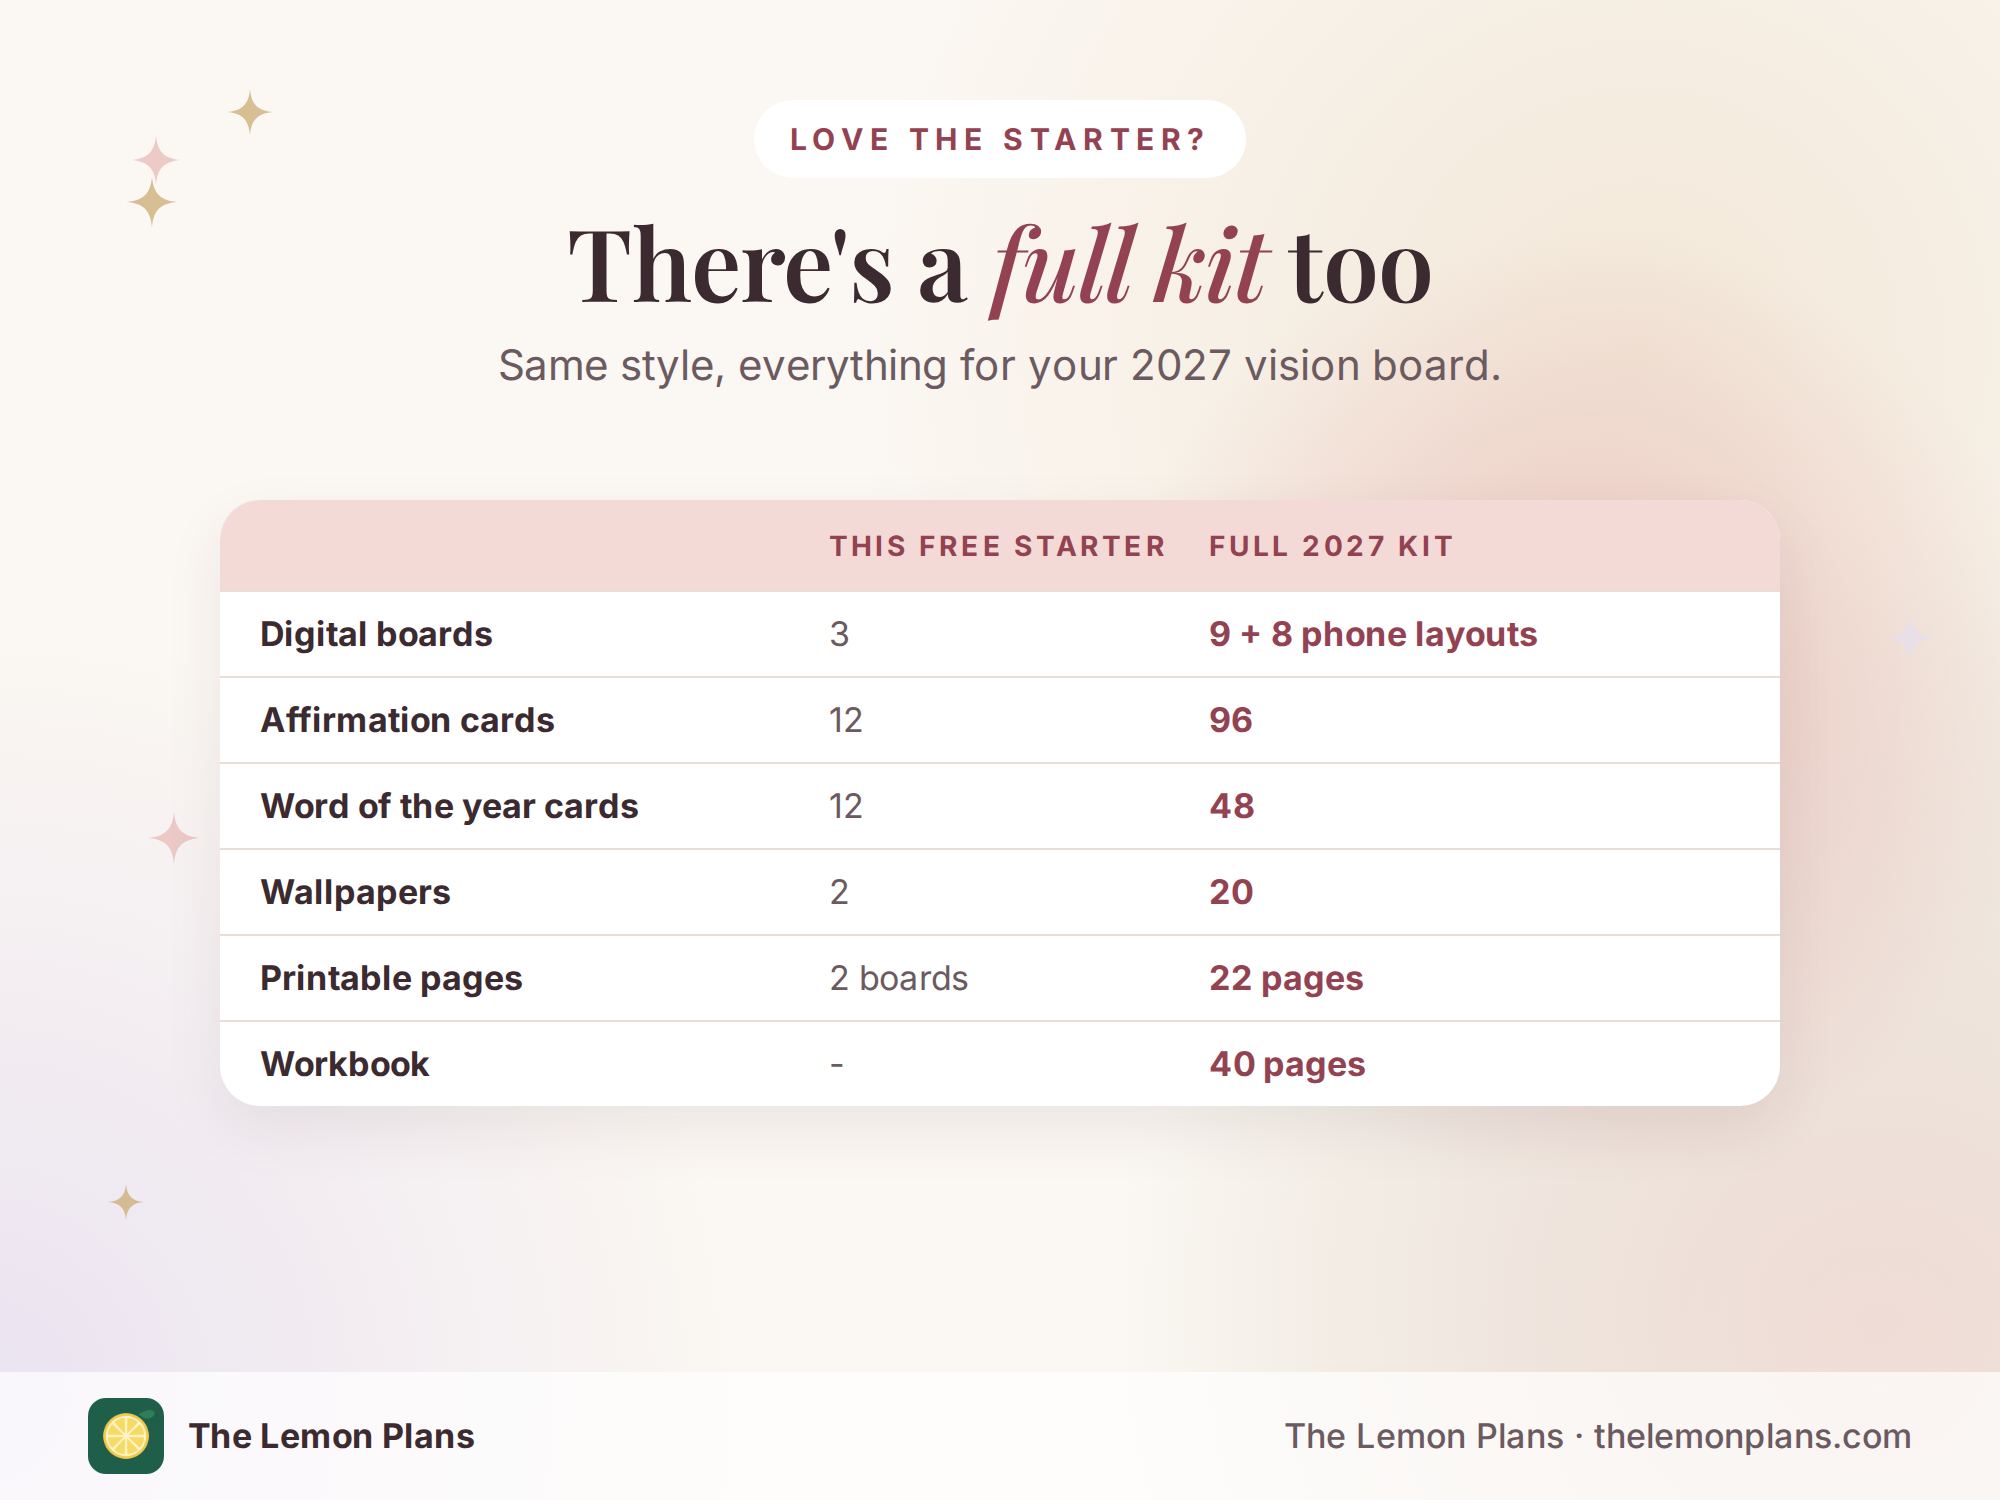 LOVE THE STARTER?
There's a full kit too
Same style, everything for your 2027 vision board.
THIS FREE STARTER FULL 2027 KIT
Digital boards 3 9 + 8 phone layouts
Affirmation cards 12 96
Word of the year cards 12 48
Wallpapers 2 20
Printable pages 2 boards 22 pages
Workbook - 40 pages
The Lemon Plans The Lemon Plans · thelemonplans.com